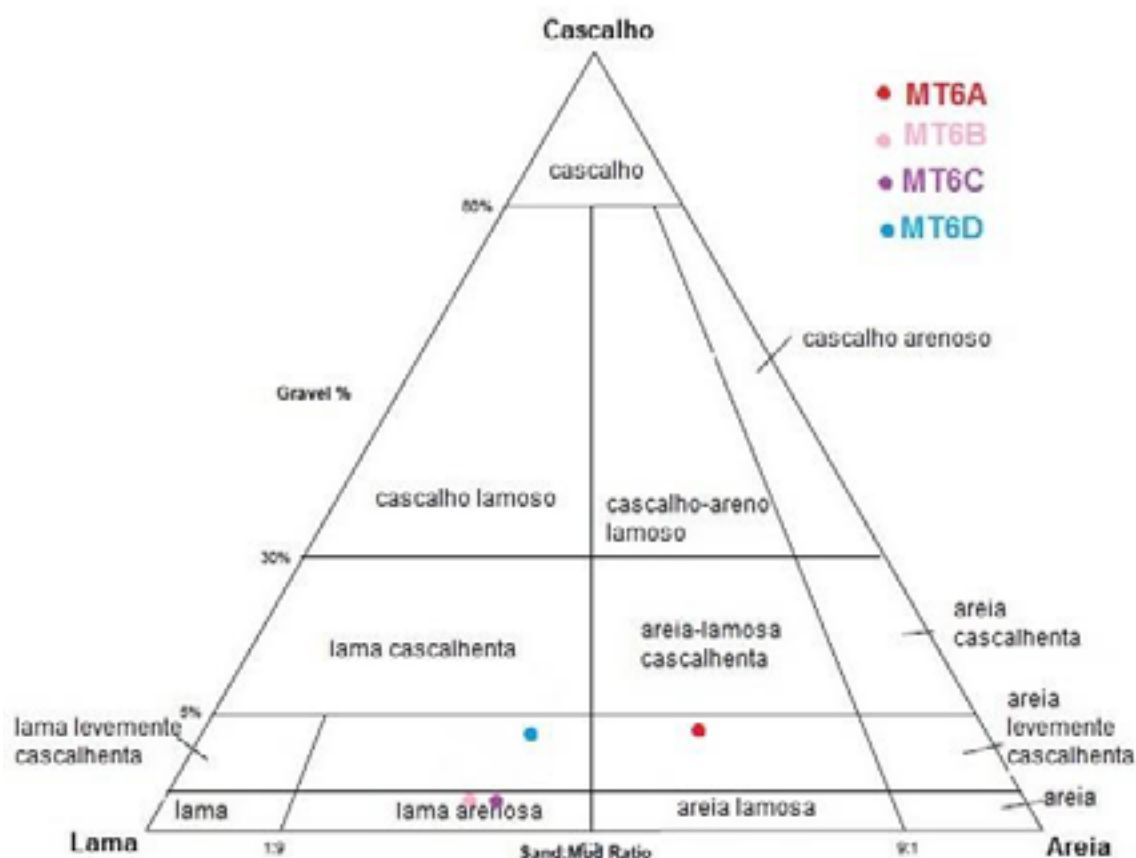 Cascalho
MT6A
MT6B
MT6C
MT6D
cascalho
80%
cascalho arenoso
Gravel %
cascalho lamoso
cascalho-areno
lamoso
30%
areia
cascalhenta
areia-lamosa
cascalhenta
lama cascalhenta
areia
levemente
cascalhenta
5%
lama levemente
cascalhenta
lama
lama arenosa
areia lamosa
areia
Lama
1:9
Sand:Mud Ratio
9:1
Areia